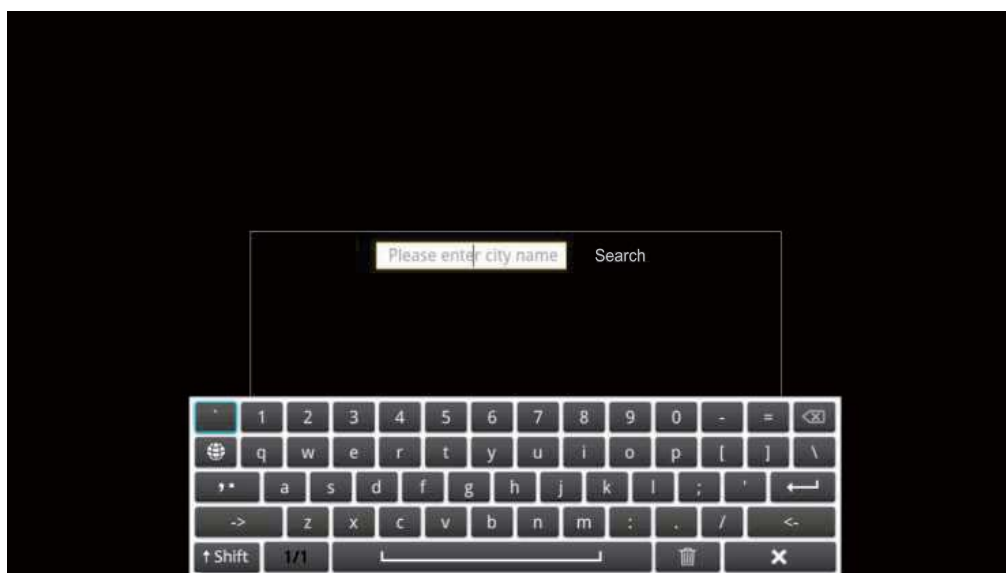 Please enter city name Search
` 1 2 3 4 5 6 7 8 9 0 - =
q w e r t y u i o p [ ] \
a s d f g h j k l ; '
-> z x c v b n m : . / <-
↑ Shift 1/1